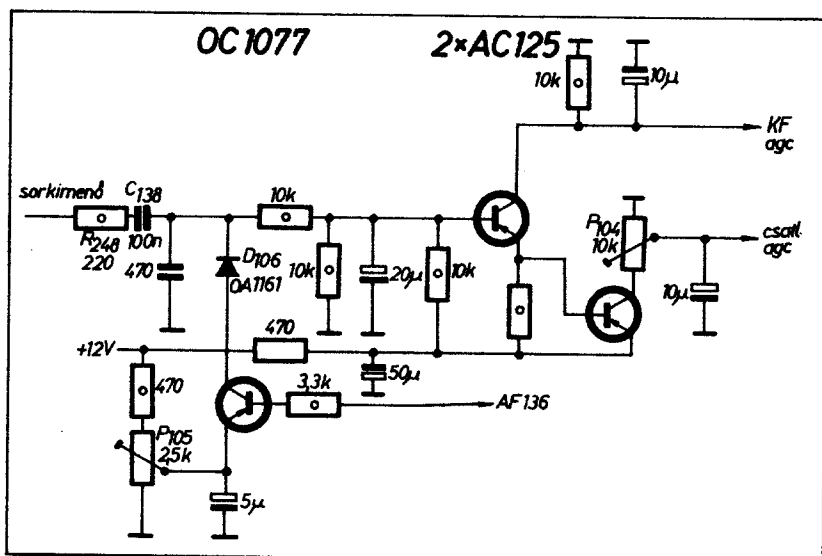 OC1077 2×AC125
10k 10µ
KF
agc
sorkimenő C138
R248 100n
220
470
10k
D106
OA1161
10k
20µ
10k
P104
10k
csatl.
agc
10µ
+12V 470
50µ
470
3,3k
AF136
P105
2,5k
5µ